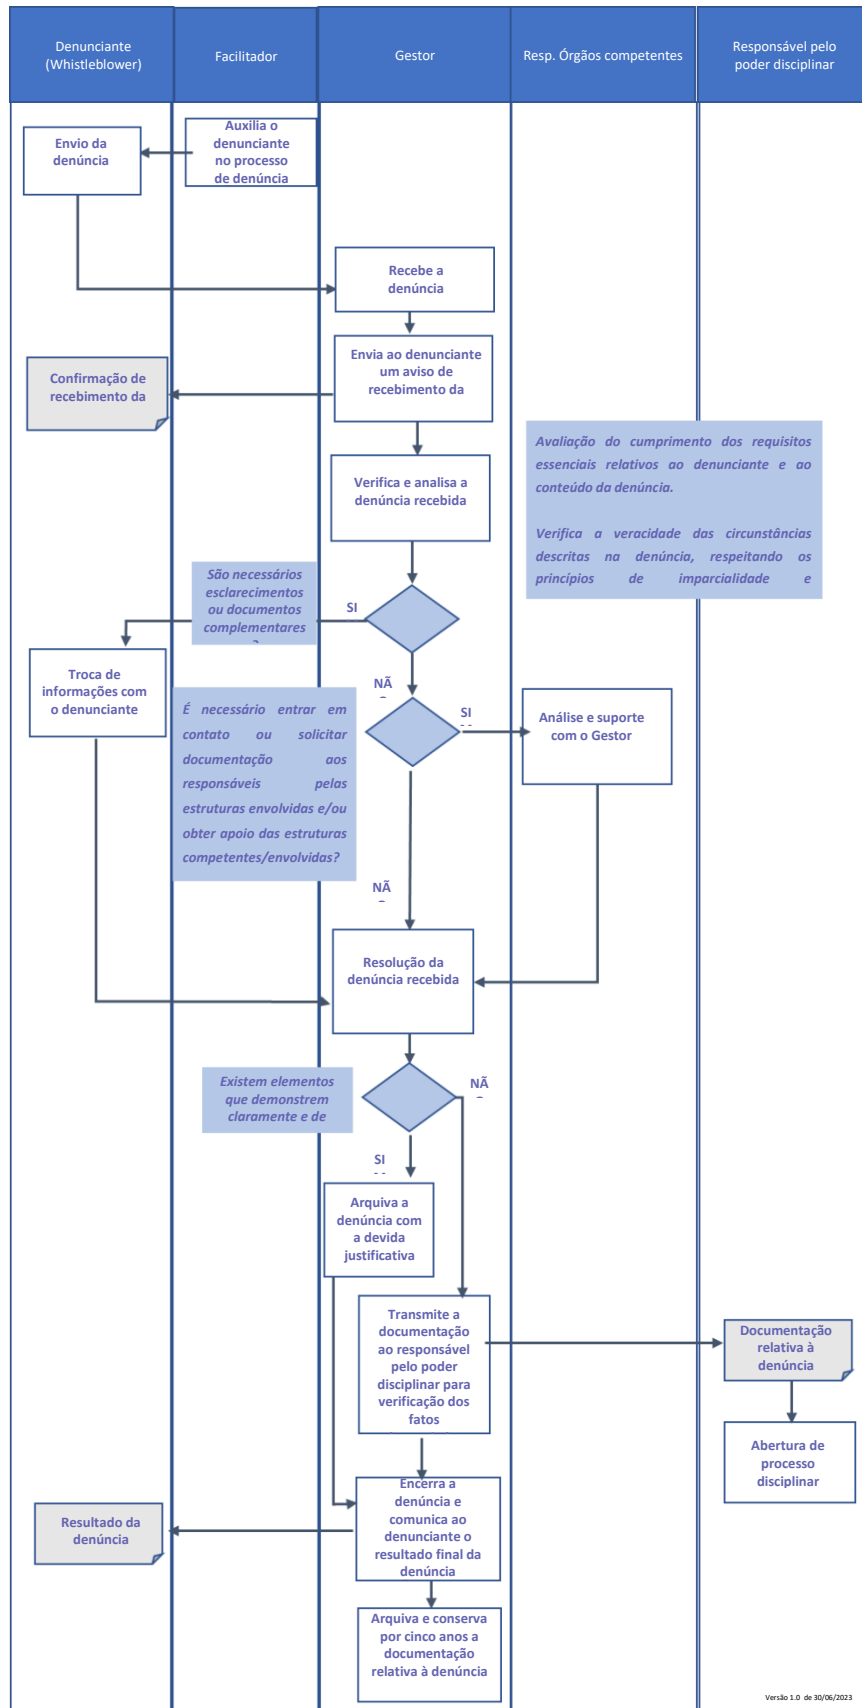 Denunciante
(Whistleblower)
Facilitador
Gestor
Resp. Órgãos competentes
Responsável pelo
poder disciplinar
Envio da
denúncia
Auxilia o
denunciante
no processo
de denúncia
Recebe a
denúncia
Envia ao denunciante
um aviso de
recebimento da
Confirmação de
recebimento da
Verifica e analisa a
denúncia recebida
Avaliação do cumprimento dos requisitos
essenciais relativos ao denunciante e ao
conteúdo da denúncia.
Verifica a veracidade das circunstâncias
descritas na denúncia, respeitando os
princípios de imparcialidade e
São necessários
esclarecimentos
ou documentos
complementares
SI
Troca de
informações com
o denunciante
NÃ
É necessário entrar em
contato ou solicitar
documentação aos
responsáveis pelas
estruturas envolvidas e/ou
obter apoio das estruturas
competentes/envolvidas?
SI
Análise e suporte
com o Gestor
NÃ
Resolução da
denúncia recebida
Existem elementos
que demonstrem
claramente e de
NÃ
SI
Arquiva a
denúncia com
a devida
justificativa
Transmite a
documentação
ao responsável
pelo poder
disciplinar para
verificação dos
fatos
Documentação
relativa à
denúncia
Abertura de
processo
disciplinar
Encerra a
denúncia e
comunica ao
denunciante o
resultado final da
denúncia
Resultado da
denúncia
Arquiva e conserva
por cinco anos a
documentação
relativa à denúncia
Versão 1.0 de 30/06/2023